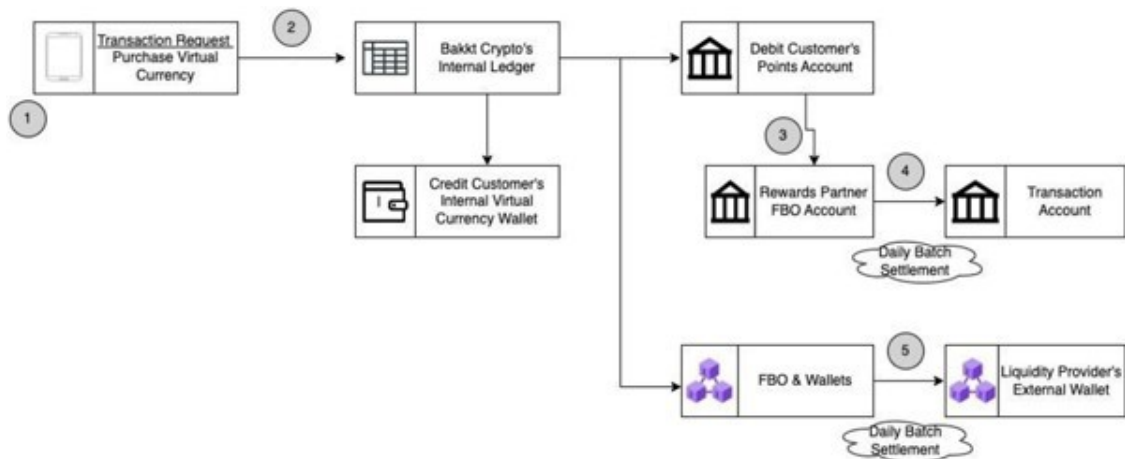 2
Transaction Request
Purchase Virtual
Currency
Bakkt Crypto's
Internal Ledger
Debit Customer's
Points Account
1
3
4
Credit Customer's
Internal Virtual
Currency Wallet
Rewards Partner
FBO Account
Transaction
Account
Daily Batch
Settlement
5
FBO & Wallets
Liquidity Provider's
External Wallet
Daily Batch
Settlement